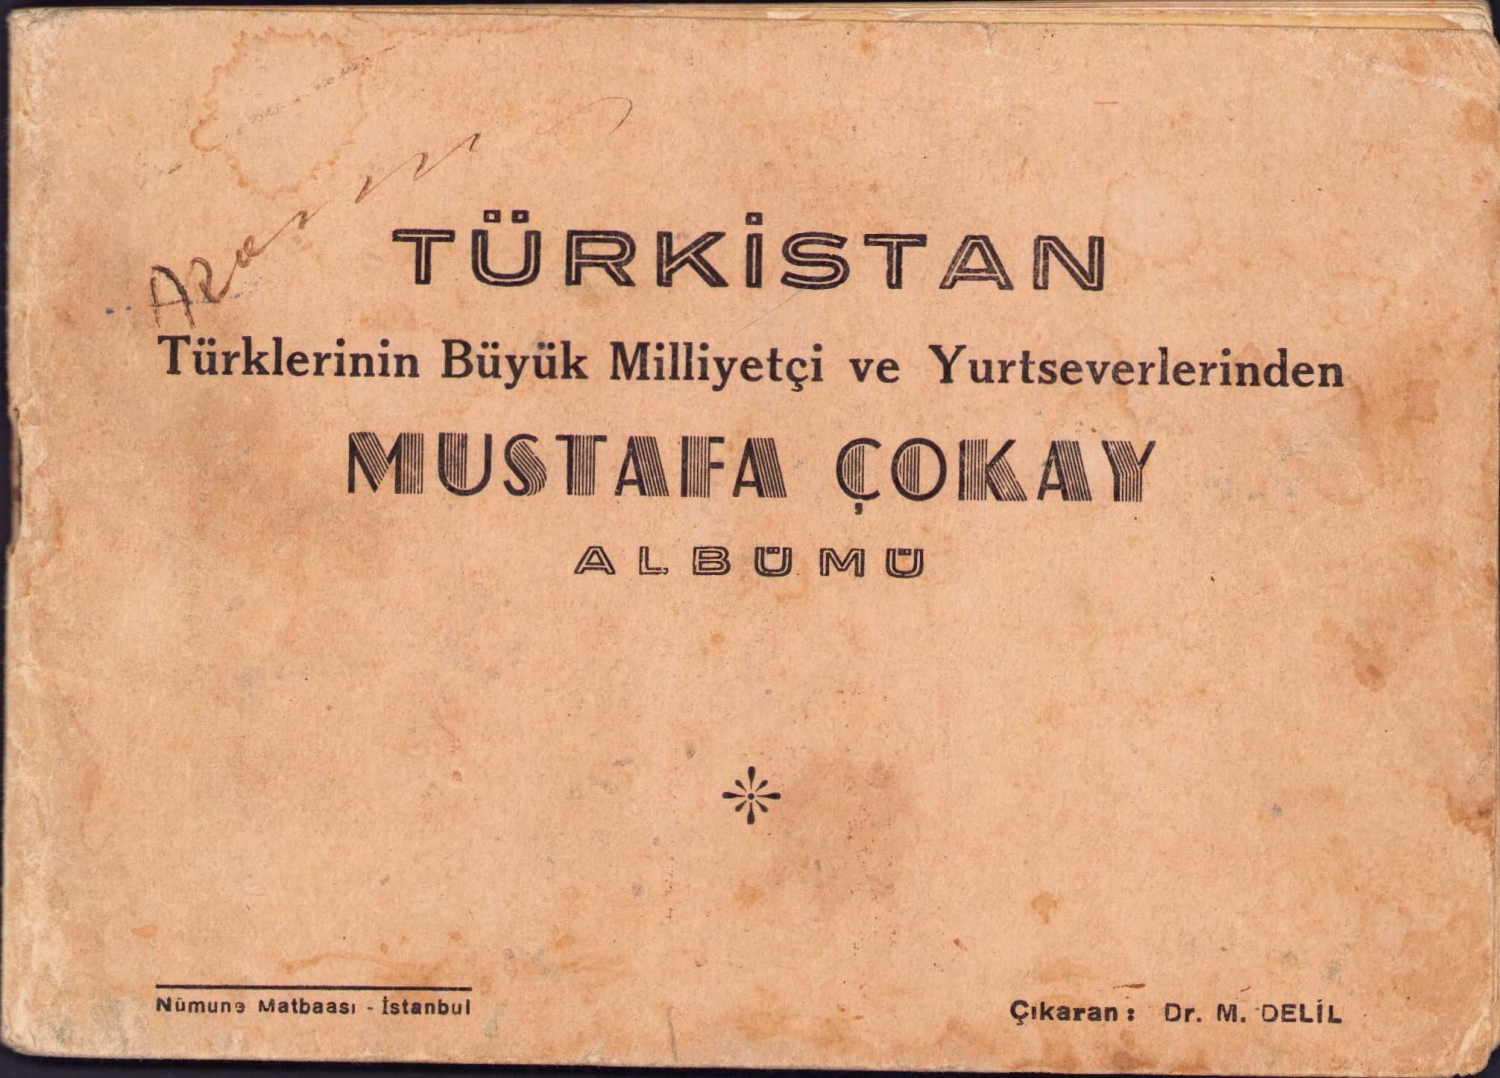 TÜRKİSTAN
Türklerinin Büyük Milliyetçi ve Yurtseverlerinden
MUSTAFA ÇOKAY
ALBÜMÜ
Nümune Matbaası - İstanbul
Çıkaran : Dr. M. DELİL